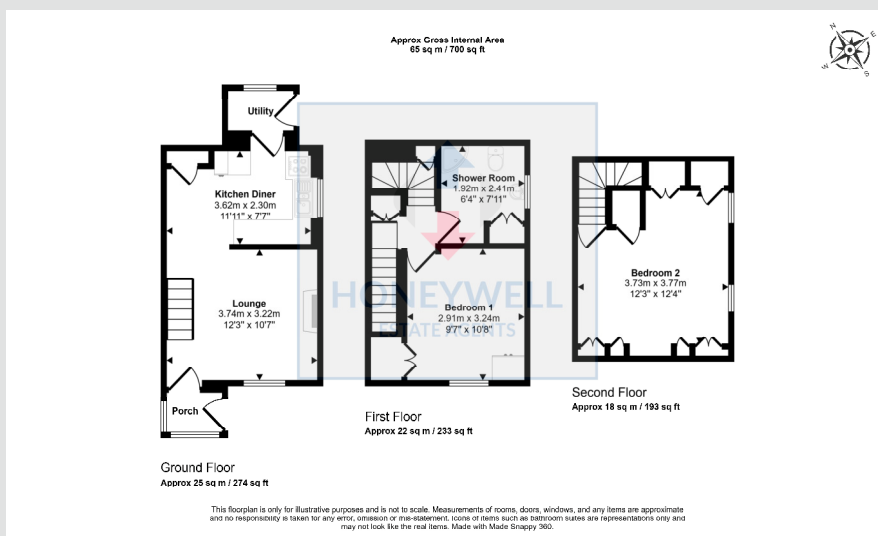 Approx Gross Internal Area
65 sq m / 700 sq ft
N
E
S
W
Utility
Kitchen Diner
3.62m x 2.30m
11'11" x 7'7"
Lounge
3.74m x 3.22m
12'3" x 10'7"
Porch
Ground Floor
Approx 25 sq m / 274 sq ft
Shower Room
1.92m x 2.41m
6'4" x 7'11"
Bedroom 1
2.91m x 3.24m
9'7" x 10'8"
First Floor
Approx 22 sq m / 233 sq ft
Bedroom 2
3.73m x 3.77m
12'3" x 12'4"
Second Floor
Approx 18 sq m / 193 sq ft
HONEYWELL
ESTATE AGENTS
This floorplan is only for illustrative purposes and is not to scale. Measurements of rooms, doors, windows, and any items are approximate
and no responsibility is taken for any error, omission or mis-statement. Icons of items such as bathroom suites are representations only and
may not look like the real items. Made with Made Snappy 360.